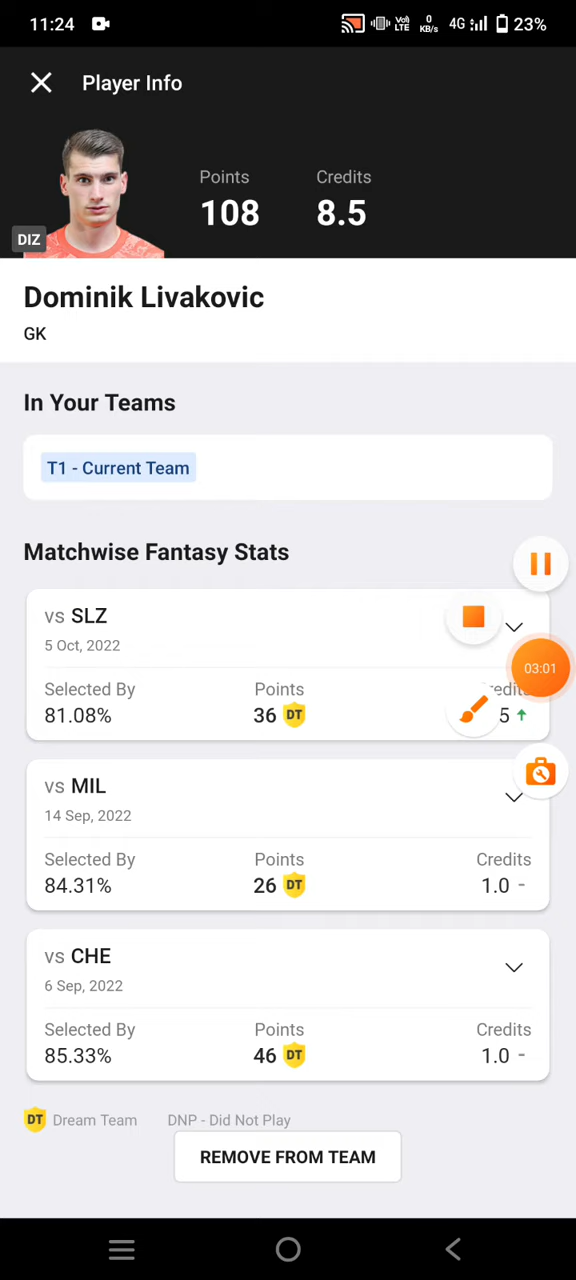 11:24
Vo) LTE
0 KB/s
4G
23%
Player Info
Points
Credits
108
8.5
DIZ
Dominik Livakovic
GK
In Your Teams
T1 - Current Team
Matchwise Fantasy Stats
vs SLZ
5 Oct, 2022
03:01
Selected By
Points
81.08%
36 DT
5
vs MIL
14 Sep, 2022
Selected By
Points
Credits
84.31%
26 DT
1.0 -
vs CHE
6 Sep, 2022
Selected By
Points
Credits
85.33%
46 DT
1.0 -
DT Dream Team
DNP - Did Not Play
REMOVE FROM TEAM